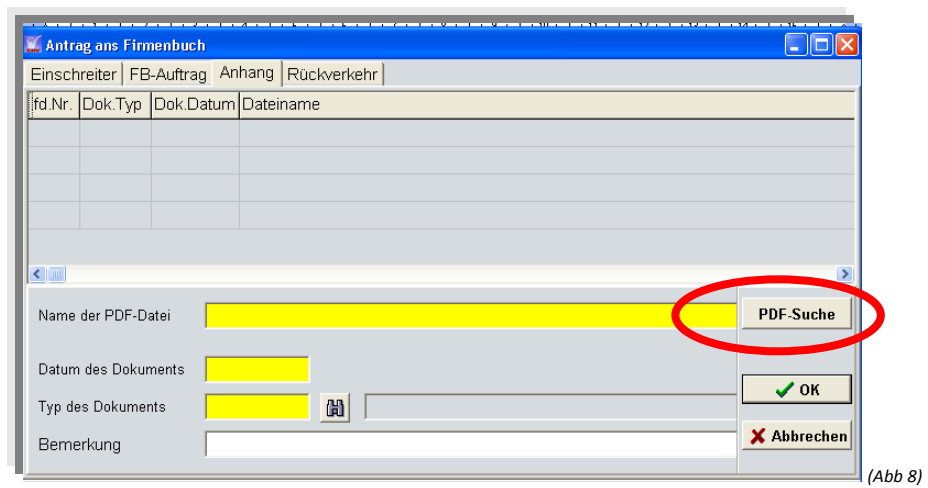 Antrag ans Firmenbuch
Einschreiter FB-Auftrag Anhang Rückverkehr
fd.Nr. Dok.Typ Dok.Datum Dateiname
Name der PDF-Datei PDF-Suche
Datum des Dokuments
OK
Typ des Dokuments
Bemerkung Abbrechen
(Abb 8)